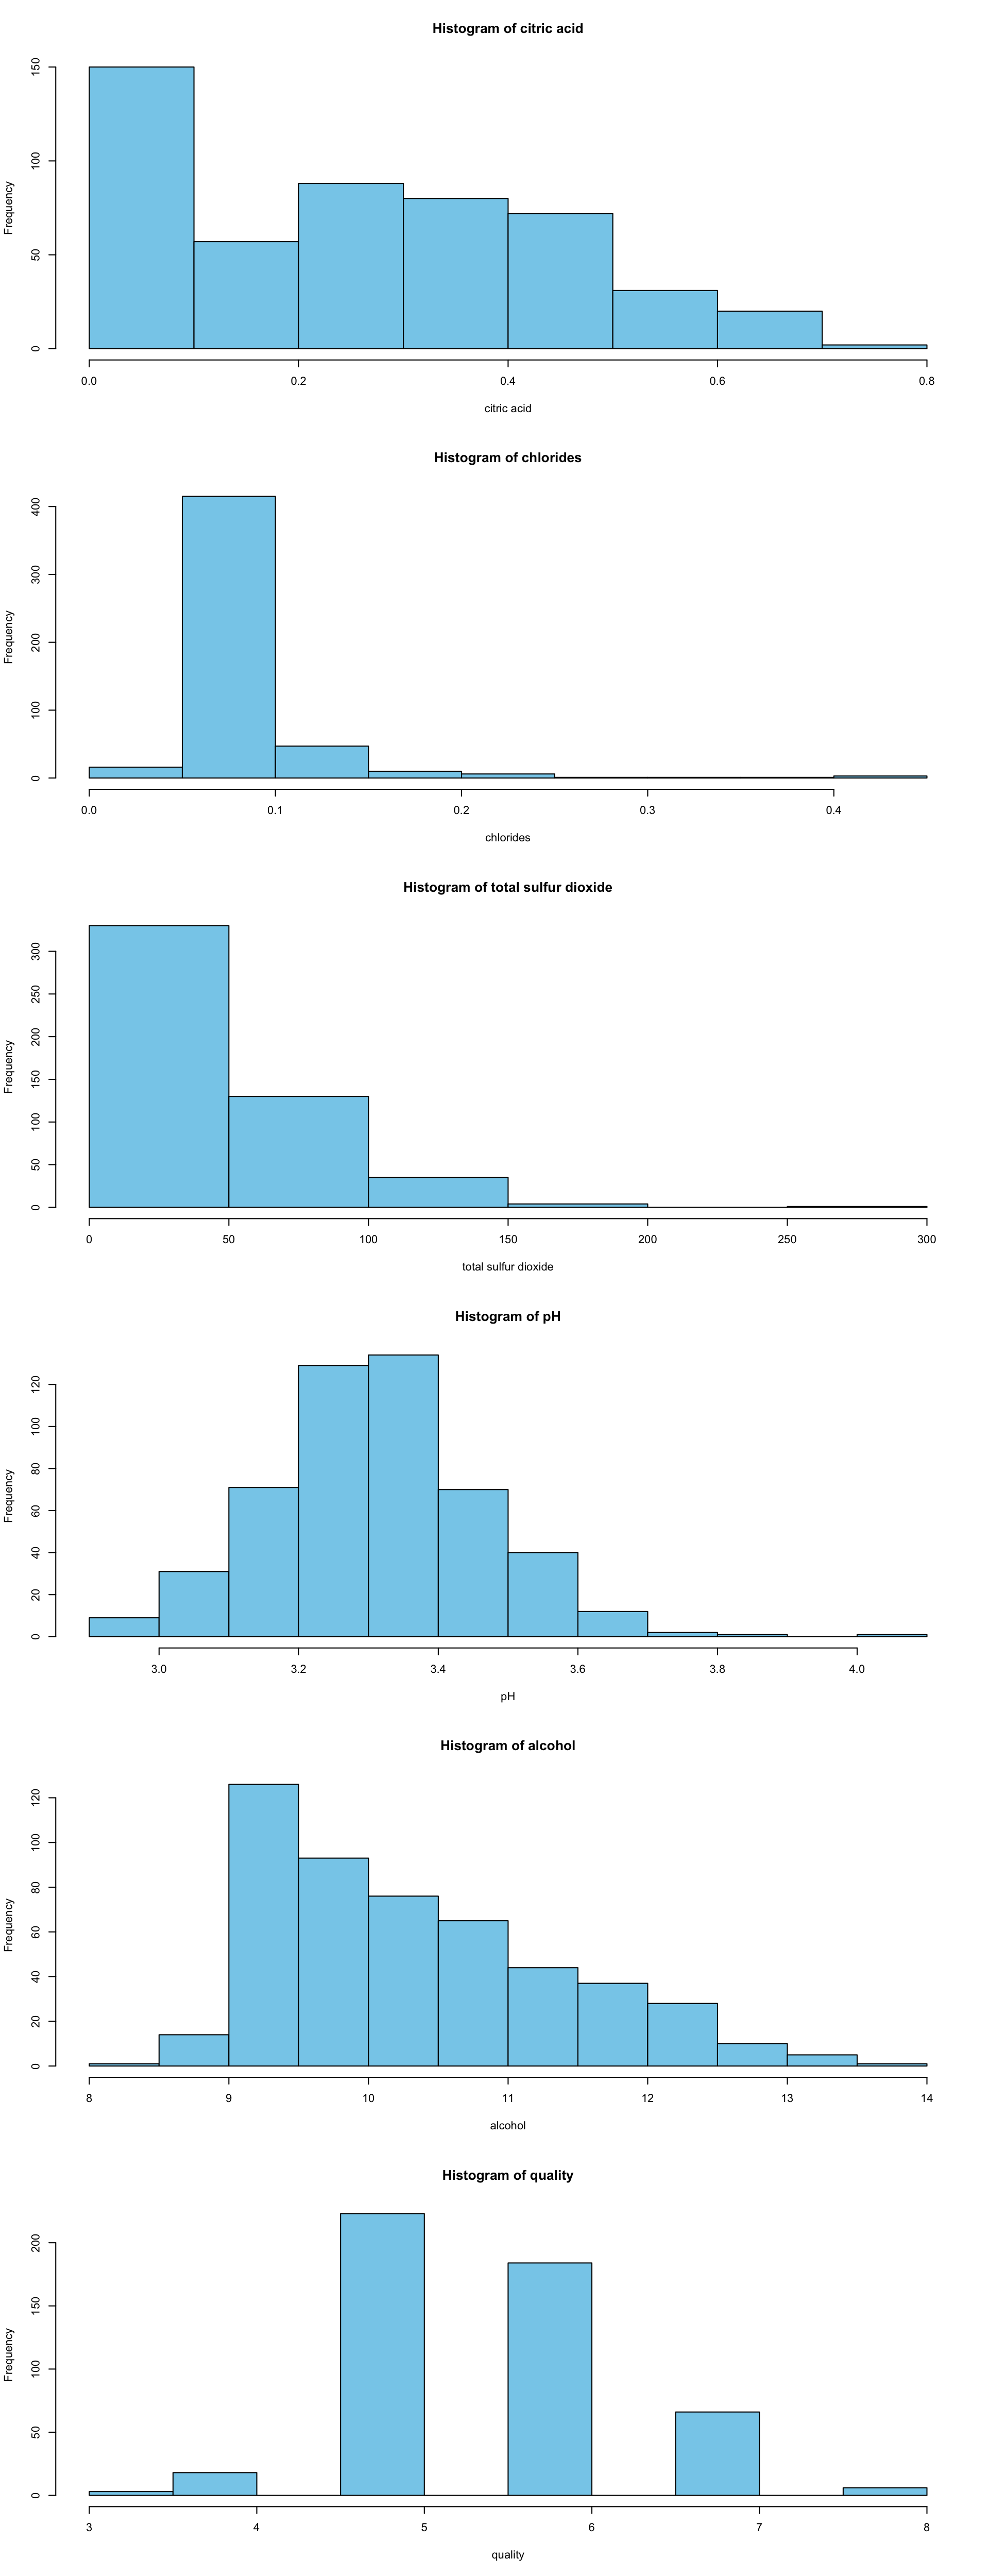 Histogram of citric acid
Frequency
150
100
50
0
0.0 0.2 0.4 0.6 0.8
citric acid
Histogram of chlorides
Frequency
400
300
200
100
0
0.0 0.1 0.2 0.3 0.4
chlorides
Histogram of total sulfur dioxide
Frequency
300
250
200
150
100
50
0
0 50 100 150 200 250 300
total sulfur dioxide
Histogram of pH
Frequency
120
100
80
60
40
20
0
3.0 3.2 3.4 3.6 3.8 4.0
pH
Histogram of alcohol
Frequency
120
100
80
60
40
20
0
8 9 10 11 12 13 14
alcohol
Histogram of quality
Frequency
200
150
100
50
0
3 4 5 6 7 8
quality